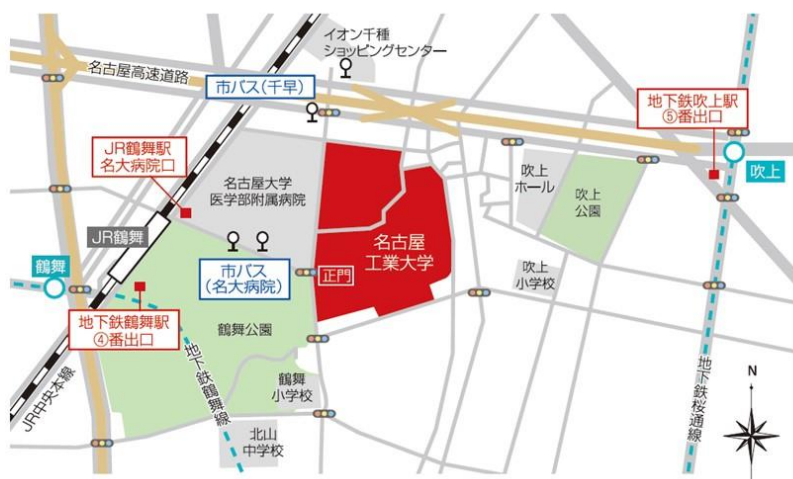 イオン千種
ショッピングセンター
名古屋高速道路
市バス(千早)
地下鉄吹上駅
⑤番出口
JR鶴舞駅
名大病院口
名古屋大学
医学部附属病院
吹上
ホール
吹上
公園
吹上
JR鶴舞
名古屋
工業大学
鶴舞
市バス
(名大病院)
正門
吹上
小学校
地下鉄鶴舞駅
④番出口
鶴舞公園
地下鉄鶴舞線
鶴舞
小学校
JR中央本線
北山
中学校
地下鉄桜通線
N